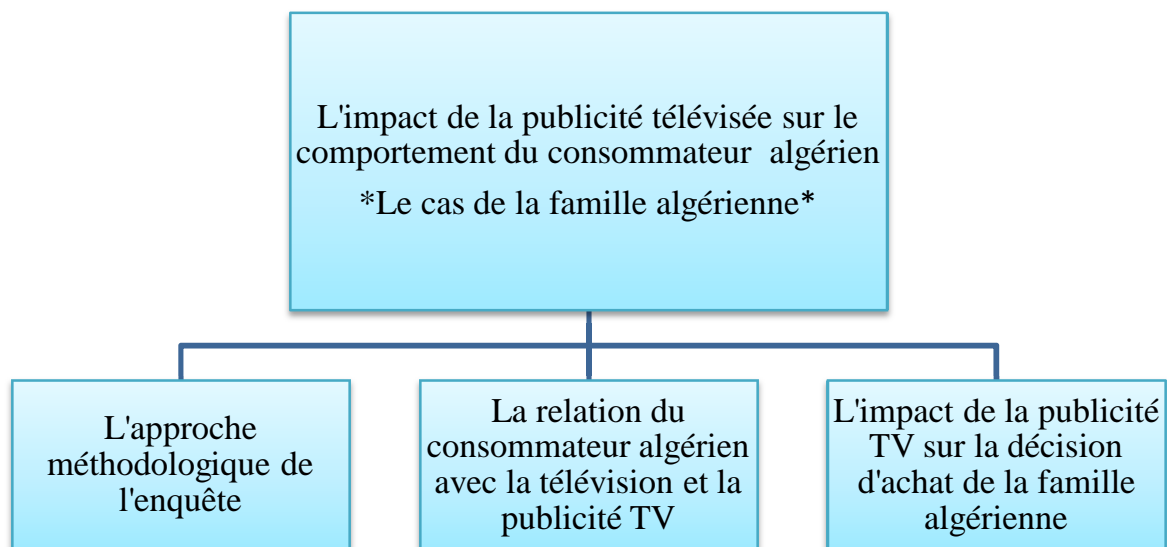 L'impact de la publicité télévisée sur le
comportement du consommateur algérien
*Le cas de la famille algérienne*
L'approche
méthodologique de
l'enquête
La relation du
consommateur algérien
avec la télévision et la
publicité TV
L'impact de la publicité
TV sur la décision
d'achat de la famille
algérienne